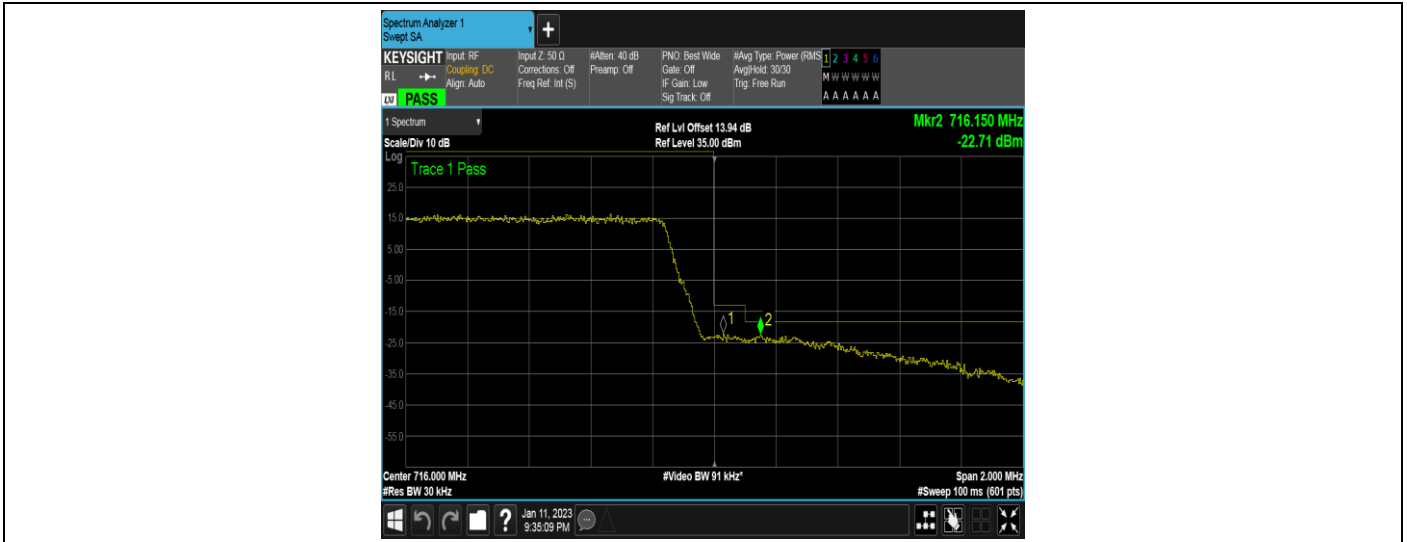 Spectrum Analyzer 1
Swept SA
+
KEYSIGHT
RL
LXI
PASS
Input: RF
Coupling: DC
Align: Auto
Input Z: 50 Ω
Corrections: Off
Freq Ref: Int (S)
#Atten: 40 dB
Preamp: Off
PNO: Best Wide
Gate: Off
IF Gain: Low
Sig Track: Off
#Avg Type: Power (RMS
Avg|Hold: 30/30
Trig: Free Run
1 2 3 4 5 6
M W W W W W
A A A A A A
1 Spectrum
Scale/Div 10 dB
Ref Lvl Offset 13.94 dB
Ref Level 35.00 dBm
Mkr2 716.150 MHz
-22.71 dBm
Log
Trace 1 Pass
25.0
15.0
5.00
-5.00
-15.0
1
2
-25.0
-35.0
-45.0
-55.0
Center 716.000 MHz
#Video BW 91 kHz*
Span 2.000 MHz
#Res BW 30 kHz
#Sweep 100 ms (601 pts)
?
Jan 11, 2023
9:35:09 PM